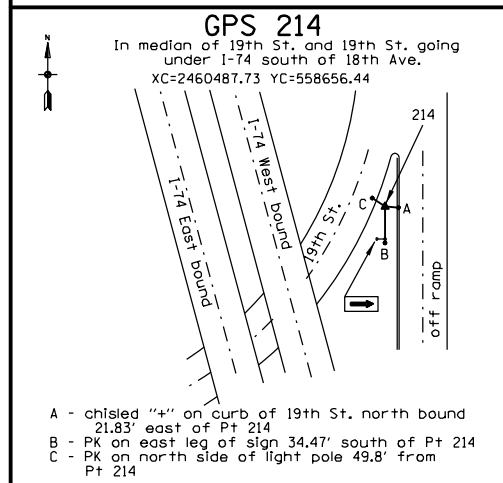 GPS 214
In median of 19th St. and 19th St. going
under I-74 south of 18th Ave.
XC=2460487.73 YC=558656.44
N
214
I-74 West bound
I-74 East bound
19th St.
C
A
B
off ramp
A - chisled "+" on curb of 19th St. north bound
21.83' east of Pt 214
B - PK on east leg of sign 34.47' south of Pt 214
C - PK on north side of light pole 49.8' from
Pt 214